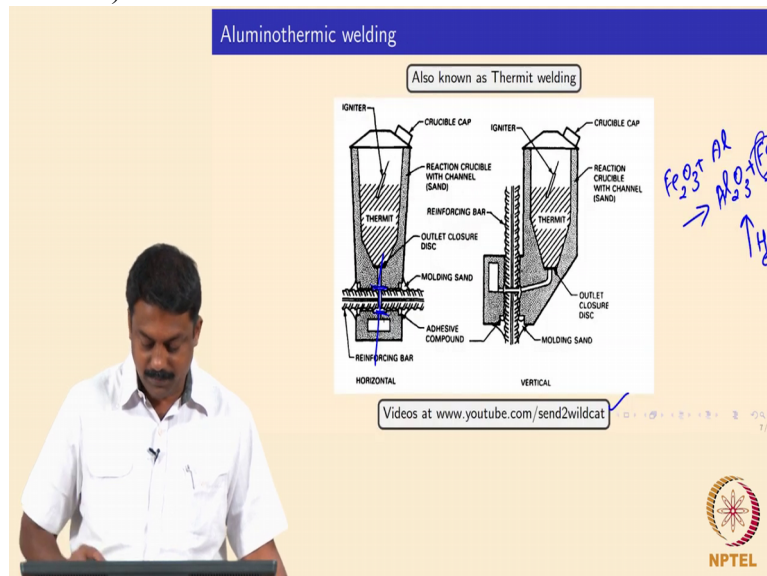 Aluminothermic welding
Also known as Thermit welding
IGNITER
CRUCIBLE CAP
REACTION CRUCIBLE
WITH CHANNEL
(SAND)
THERMIT
OUTLET CLOSURE
DISC
MOLDING SAND
ADHESIVE
COMPOUND
REINFORCING BAR
HORIZONTAL
IGNITER
CRUCIBLE CAP
REACTION
CRUCIBLE
WITH CHANNEL
(SAND)
REINFORCING BAR
THERMIT
OUTLET
CLOSURE
DISC
MOLDING SAND
VERTICAL
Fe2O3 + Al
→ Al2O3 +
Videos at www.youtube.com/send2wildcat
NPTEL